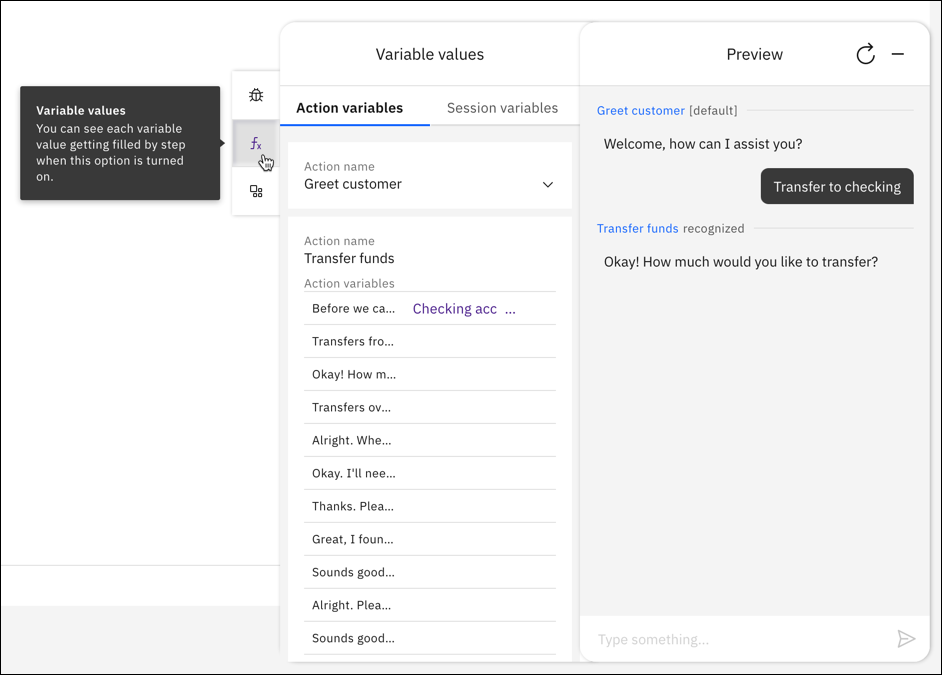 Variable values
You can see each variable
value getting filled by step
when this option is turned
on.
fx
Variable values
Action variables
Session variables
Action name
Greet customer
Action name
Transfer funds
Action variables
Before we ca... Checking acc ...
Transfers fro...
Okay! How m...
Transfers ov...
Alright. Whe...
Okay. I'll nee...
Thanks. Plea...
Great, I foun...
Sounds good...
Alright. Plea...
Sounds good...
Preview
Greet customer [default]
Welcome, how can I assist you?
Transfer to checking
Transfer funds recognized
Okay! How much would you like to transfer?
Type something...